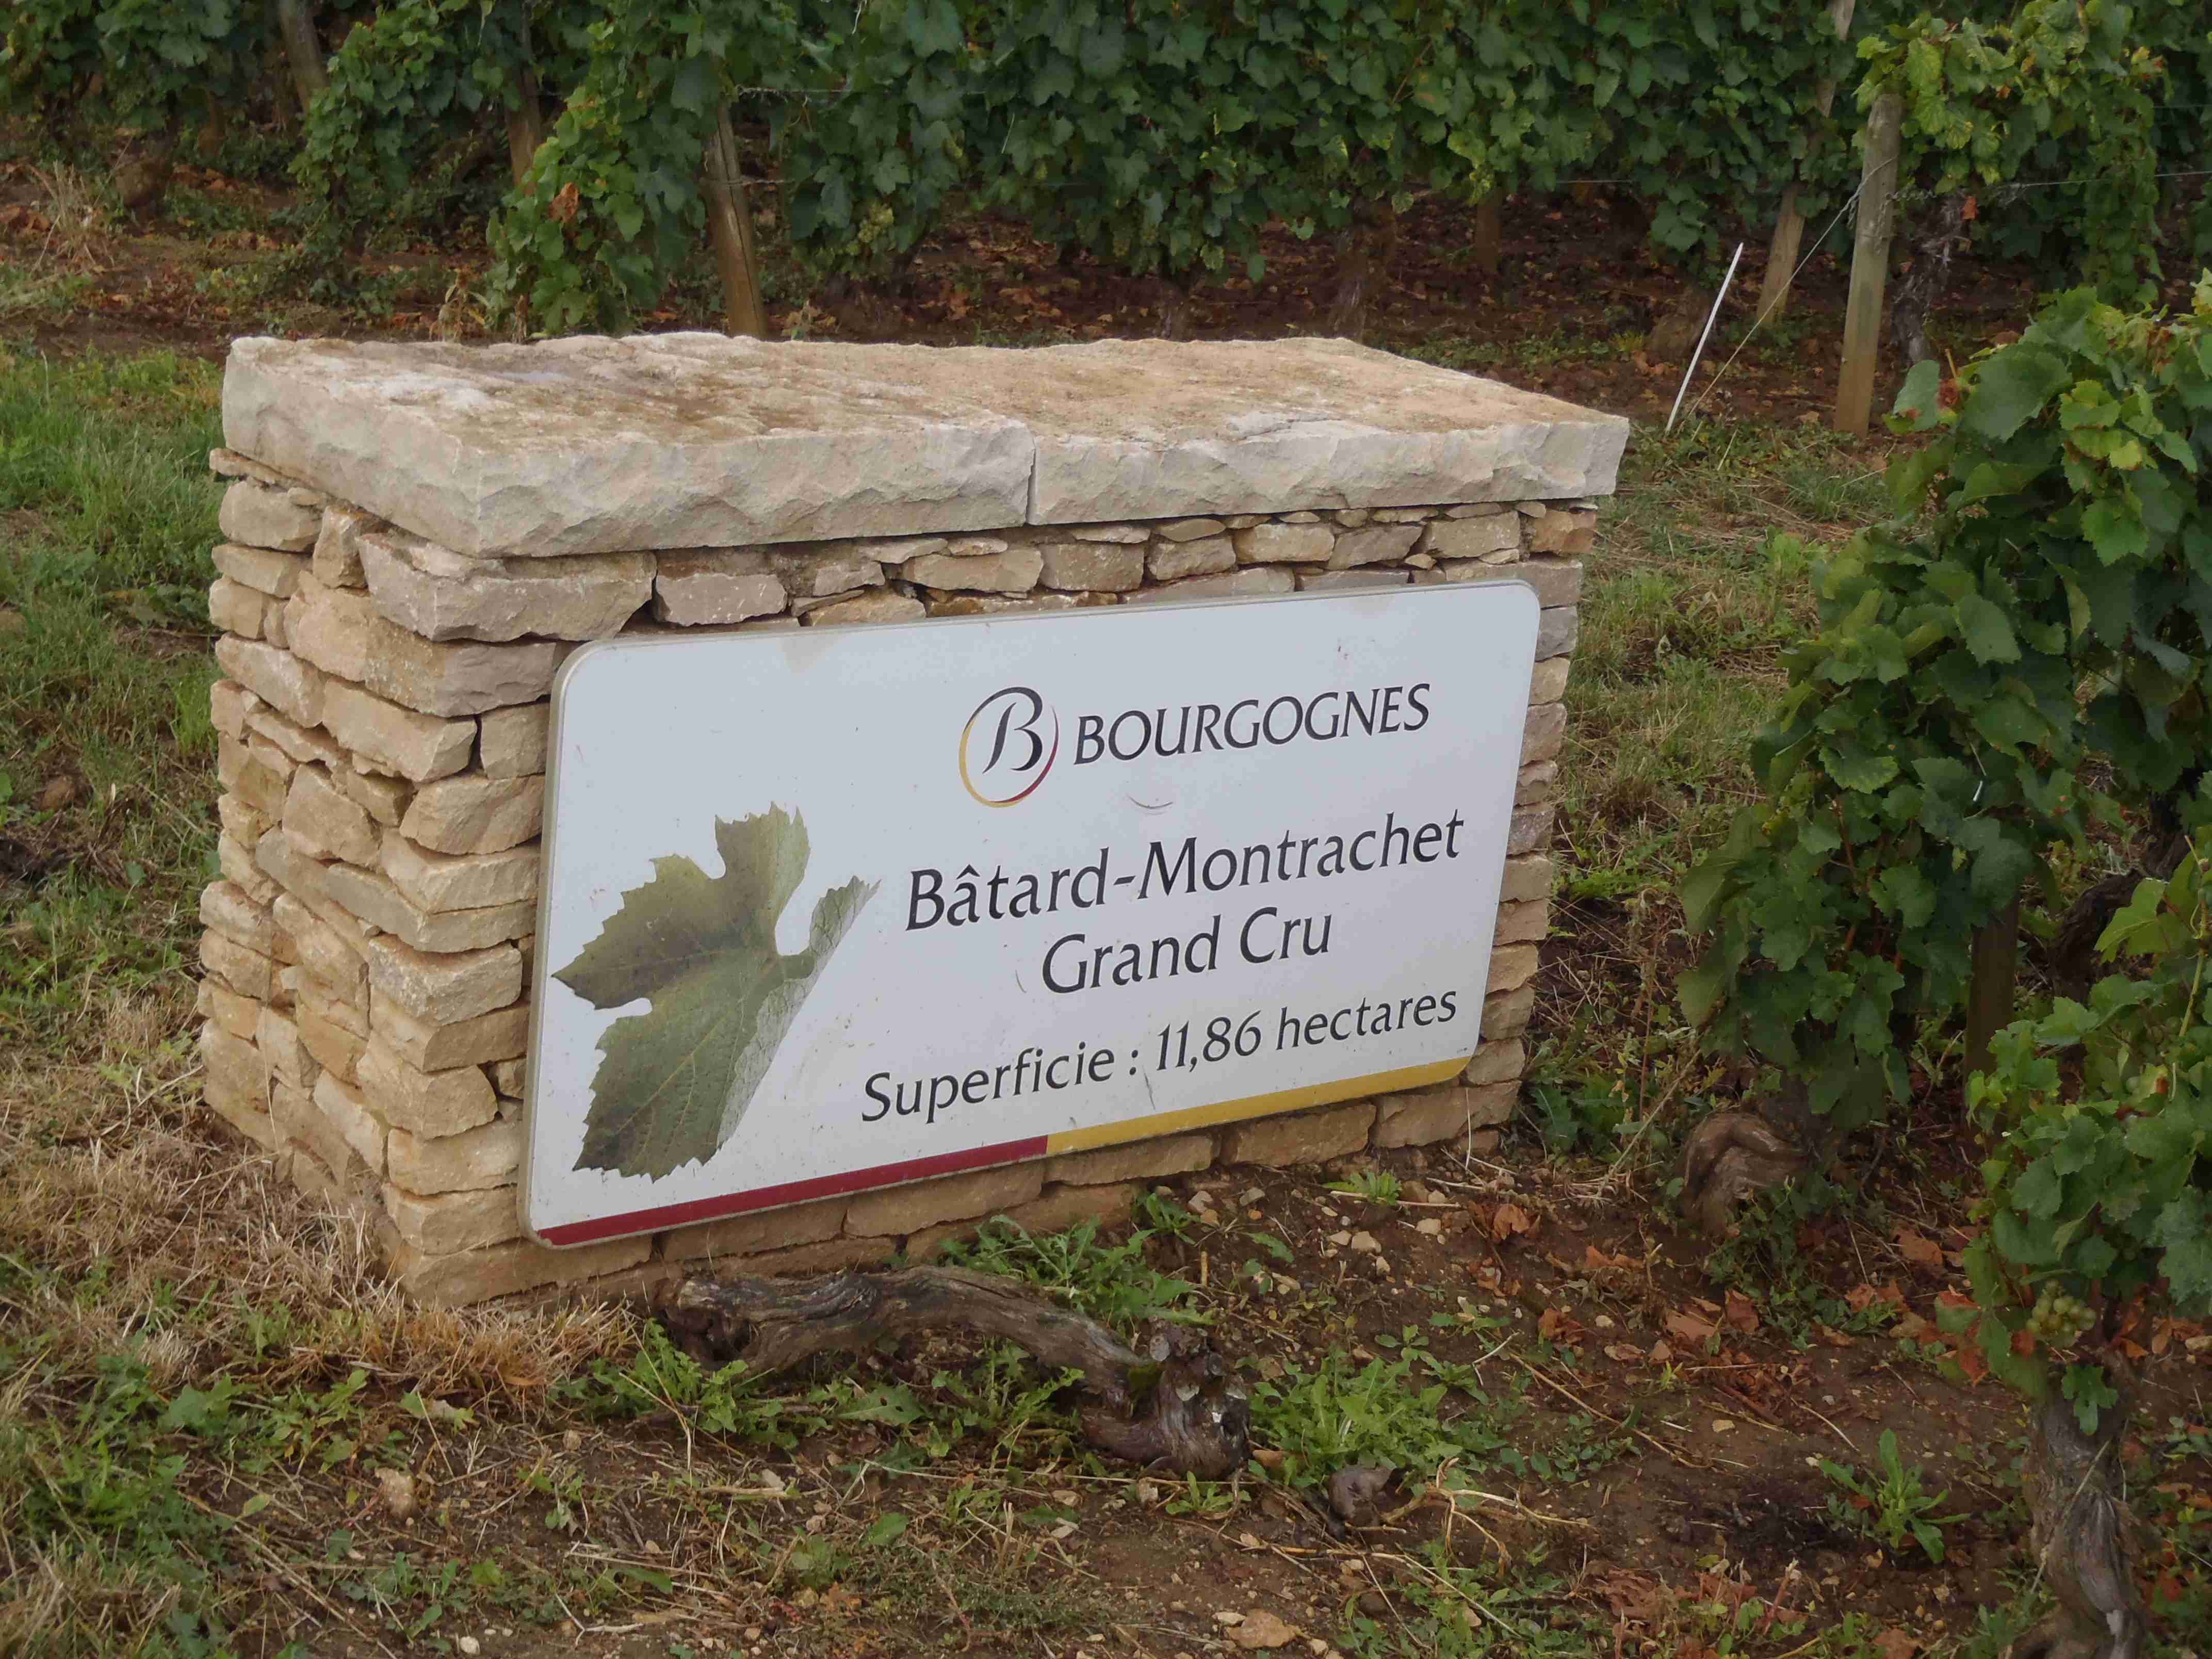 B BOURGOGNES
Bâtard-Montrachet
Grand Cru
Superficie : 11,86 hectares